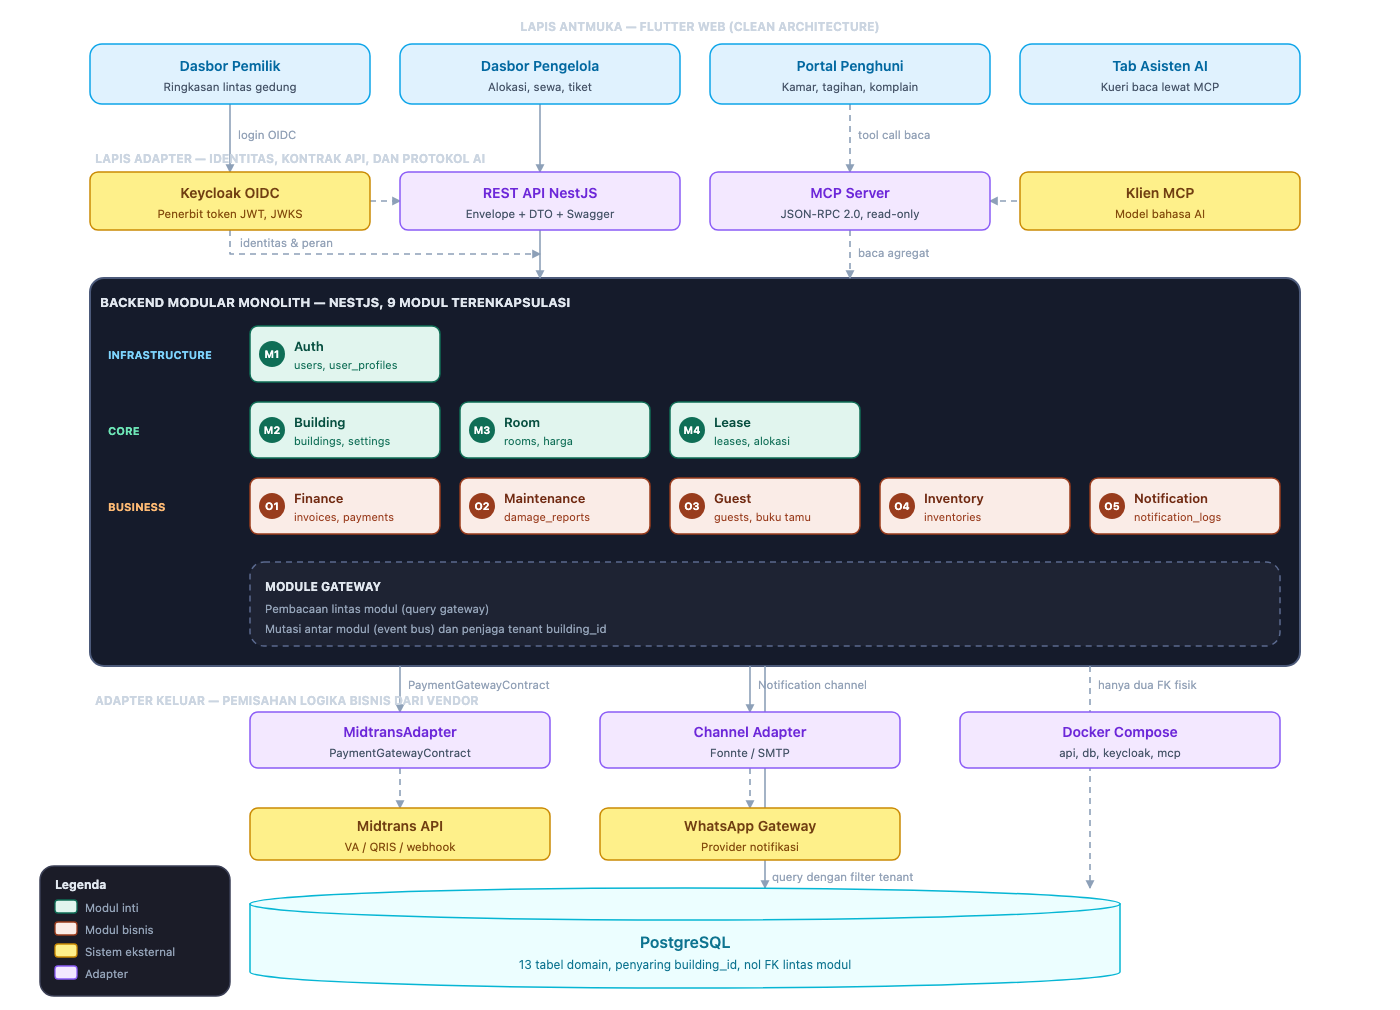 LAPIS ANTMUKA — FLUTTER WEB (CLEAN ARCHITECTURE)
Dasbor Pemilik
Ringkasan lintas gedung
Dasbor Pengelola
Alokasi, sewa, tiket
Portal Penghuni
Kamar, tagihan, komplain
Tab Asisten AI
Kueri baca lewat MCP
login OIDC
tool call baca
LAPIS ADAPTER — IDENTITAS, KONTRAK API, DAN PROTOKOL AI
Keycloak OIDC
Penerbit token JWT, JWKS
REST API NestJS
Envelope + DTO + Swagger
MCP Server
JSON-RPC 2.0, read-only
Klien MCP
Model bahasa AI
identitas & peran
baca agregat
BACKEND MODULAR MONOLITH — NESTJS, 9 MODUL TERENKAPSULASI
INFRASTRUCTURE
M1
Auth
users, user_profiles
CORE
M2
Building
buildings, settings
M3
Room
rooms, harga
M4
Lease
leases, alokasi
BUSINESS
O1
Finance
invoices, payments
O2
Maintenance
damage_reports
O3
Guest
guests, buku tamu
O4
Inventory
inventories
O5
Notification
notification_logs
MODULE GATEWAY
Pembacaan lintas modul (query gateway)
Mutasi antar modul (event bus) dan penjaga tenant building_id
PaymentGatewayContract
Notification channel
hanya dua FK fisik
ADAPTER KELUAR — PEMISAHAN LOGIKA BISNIS DARI VENDOR
MidtransAdapter
PaymentGatewayContract
Channel Adapter
Fonnte / SMTP
Docker Compose
api, db, keycloak, mcp
Midtrans API
VA / QRIS / webhook
WhatsApp Gateway
Provider notifikasi
query dengan filter tenant
Legenda
Modul inti
Modul bisnis
Sistem eksternal
Adapter
PostgreSQL
13 tabel domain, penyaring building_id, nol FK lintas modul